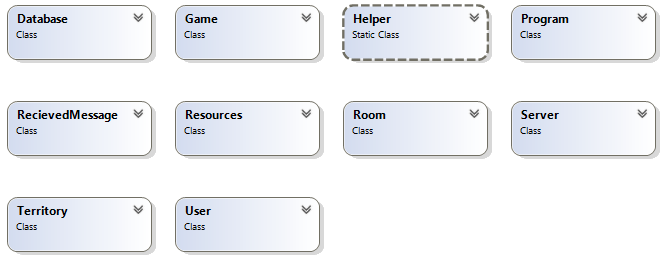 Database
Class
Game
Class
Helper
Static Class
Program
Class
RecievedMessage
Class
Resources
Class
Room
Class
Server
Class
Territory
Class
User
Class